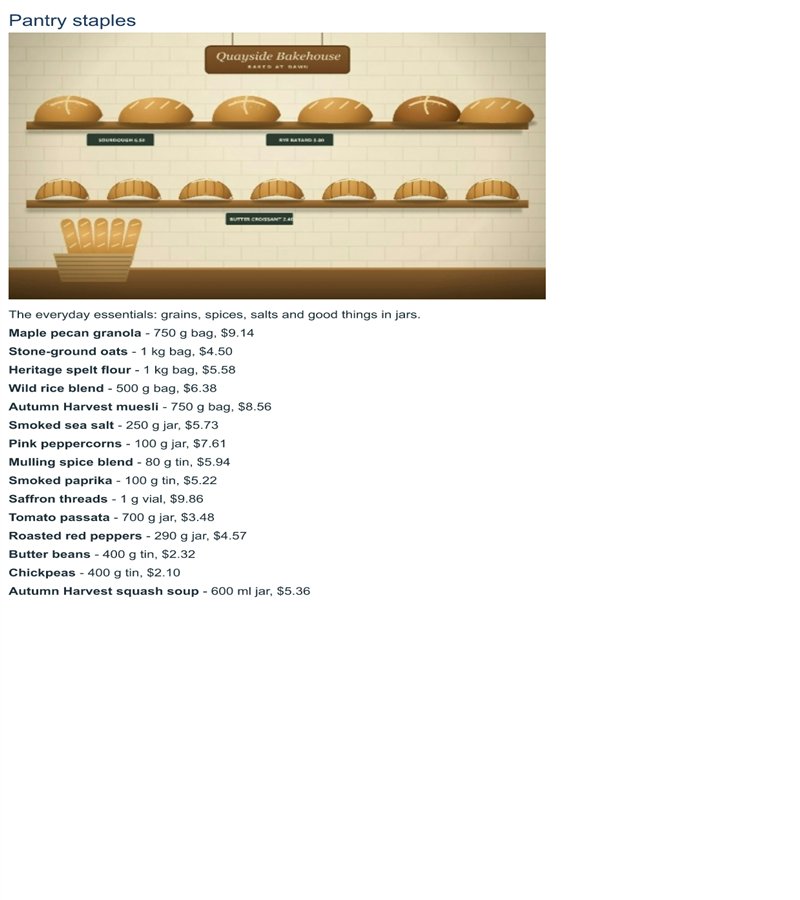 Pantry staples
Quayside Bakehouse
BAKED AT DAWN
SOURDOUGH 6.50
RYE BATARD 5.80
BUTTER CROISSANT 2.40
The everyday essentials: grains, spices, salts and good things in jars.
Maple pecan granola - 750 g bag, $9.14
Stone-ground oats - 1 kg bag, $4.50
Heritage spelt flour - 1 kg bag, $5.58
Wild rice blend - 500 g bag, $6.38
Autumn Harvest muesli - 750 g bag, $8.56
Smoked sea salt - 250 g jar, $5.73
Pink peppercorns - 100 g jar, $7.61
Mulling spice blend - 80 g tin, $5.94
Smoked paprika - 100 g tin, $5.22
Saffron threads - 1 g vial, $9.86
Tomato passata - 700 g jar, $3.48
Roasted red peppers - 290 g jar, $4.57
Butter beans - 400 g tin, $2.32
Chickpeas - 400 g tin, $2.10
Autumn Harvest squash soup - 600 ml jar, $5.36